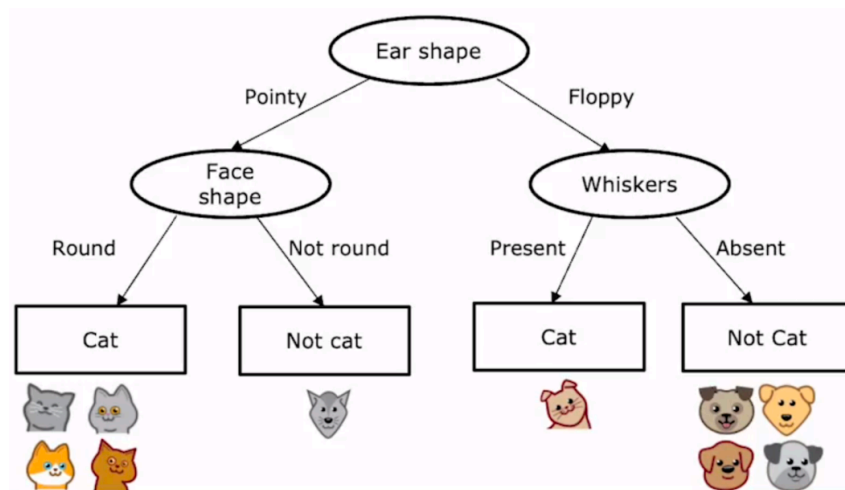 Ear shape
Pointy
Floppy
Face
shape
Whiskers
Round
Not round
Present
Absent
Cat
Not cat
Cat
Not Cat